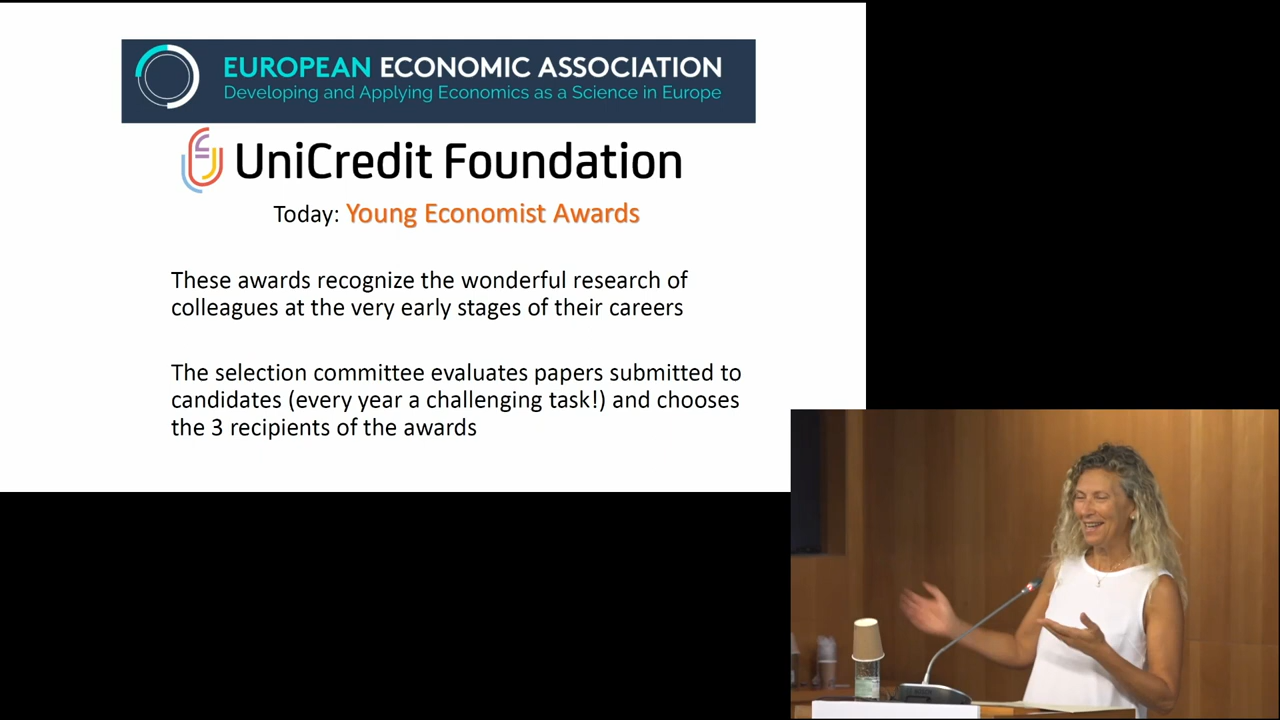 EUROPEAN ECONOMIC ASSOCIATION
Developing and Applying Economics as a Science in Europe
UniCredit Foundation
Today: Young Economist Awards
These awards recognize the wonderful research of
colleagues at the very early stages of their careers
The selection committee evaluates papers submitted to
candidates (every year a challenging task!) and chooses
the 3 recipients of the awards